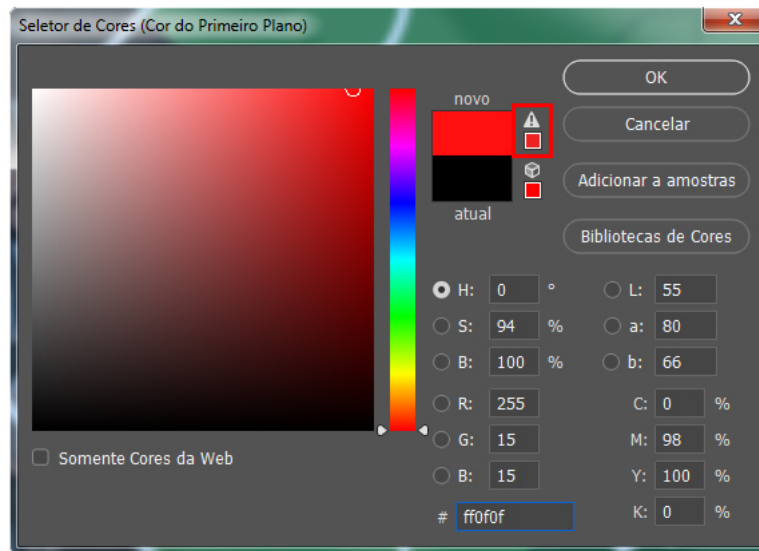 Seletor de Cores (Cor do Primeiro Plano)
x
novo
atual
OK
Cancelar
Adicionar a amostras
Bibliotecas de Cores
H: 0 °
S: 94 %
B: 100 %
R: 255
G: 15
B: 15
# ff0f0f
L: 55
a: 80
b: 66
C: 0 %
M: 98 %
Y: 100 %
K: 0 %
Somente Cores da Web